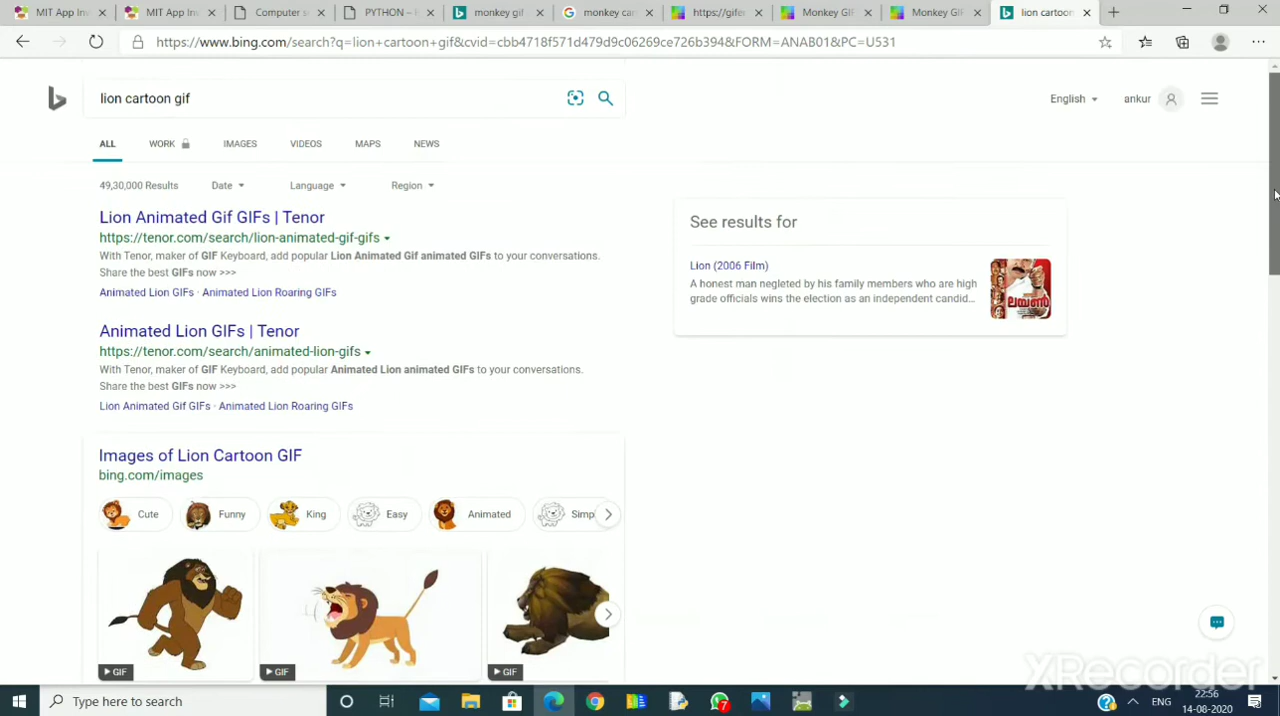 MIT App Inv
MIT App Inv
Computer s
PYTHON –
monkey gif
monkey car
https://gifer
Monkey GIF
Monkey GIF
lion cartoon
https://www.bing.com/search?q=lion+cartoon+gif&cvid=cbb4718f571d479d9c06269ce726b394&FORM=ANAB01&PC=U531
lion cartoon gif
English
ankur
ALL WORK IMAGES VIDEOS MAPS NEWS
49,30,000 Results Date Language Region
Lion Animated Gif GIFs | Tenor
https://tenor.com/search/lion-animated-gif-gifs
With Tenor, maker of GIF Keyboard, add popular Lion Animated Gif animated GIFs to your conversations.
Share the best GIFs now >>>
Animated Lion GIFs · Animated Lion Roaring GIFs
Animated Lion GIFs | Tenor
https://tenor.com/search/animated-lion-gifs
With Tenor, maker of GIF Keyboard, add popular Animated Lion animated GIFs to your conversations.
Share the best GIFs now >>>
Lion Animated Gif GIFs · Animated Lion Roaring GIFs
Images of Lion Cartoon GIF
bing.com/images
Cute Funny King Easy Animated Simp
GIF GIF GIF
See results for
Lion (2006 Film)
A honest man negleted by his family members who are high
grade officials wins the election as an independent candid...
ലയൺ
XRecorder
Type here to search
7
ENG
22:56
14-08-2020